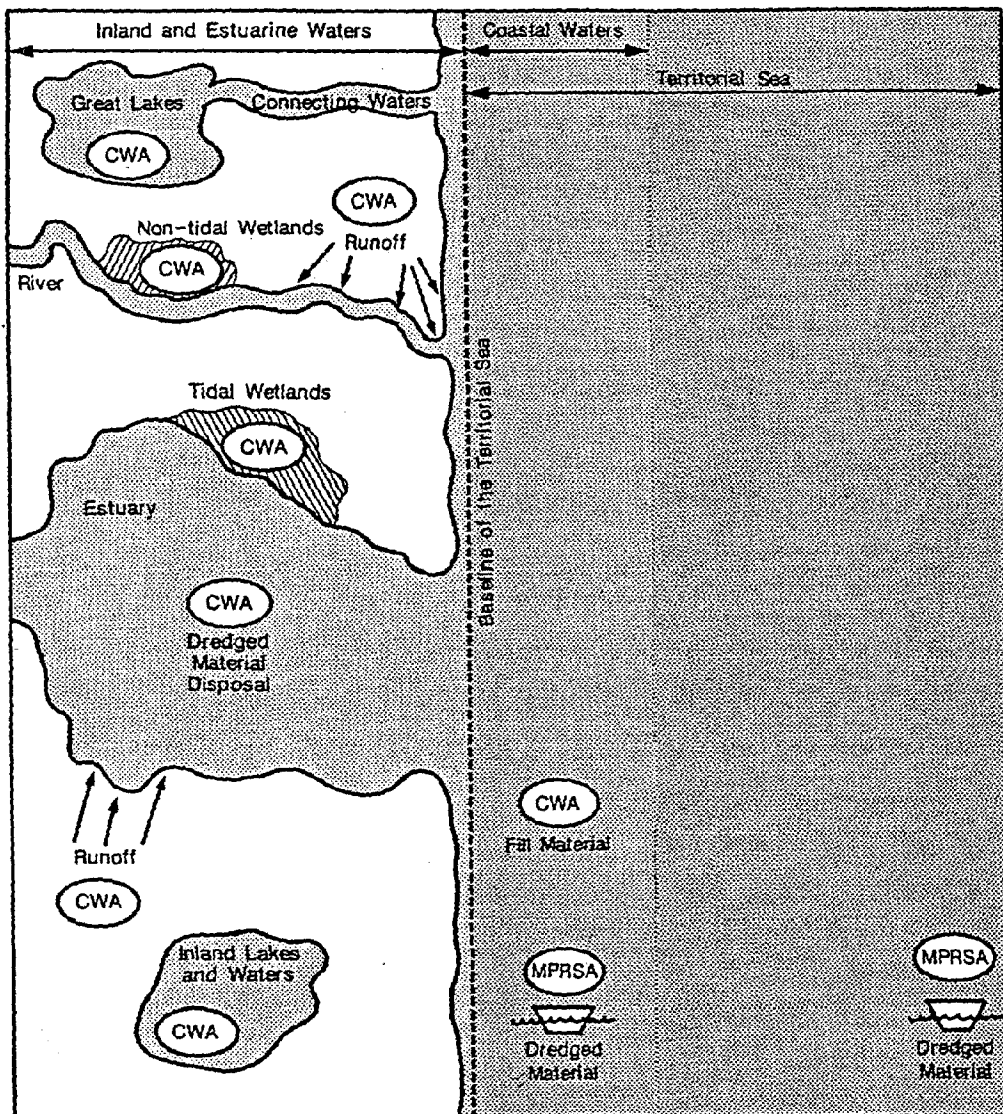 Inland and Estuarine Waters
Coastal Waters
Territorial Sea
Great Lakes
Connecting Waters
CWA
CWA
Non-tidal Wetlands
Runoff
CWA
River
Baseline of the Territorial Sea
Tidal Wetlands
CWA
Estuary
CWA
Dredged
Material
Disposal
CWA
Fill Material
Runoff
CWA
Inland Lakes
and Waters
CWA
MPRSA
Dredged
Material
MPRSA
Dredged
Material